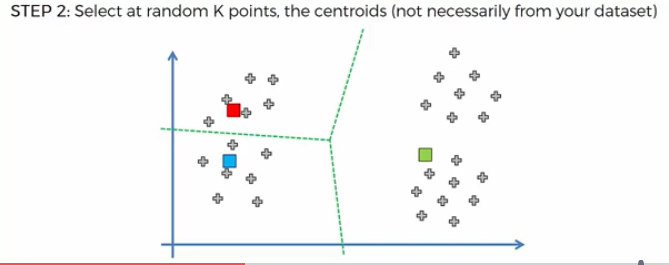 STEP 2: Select at random K points, the centroids (not necessarily from your dataset)